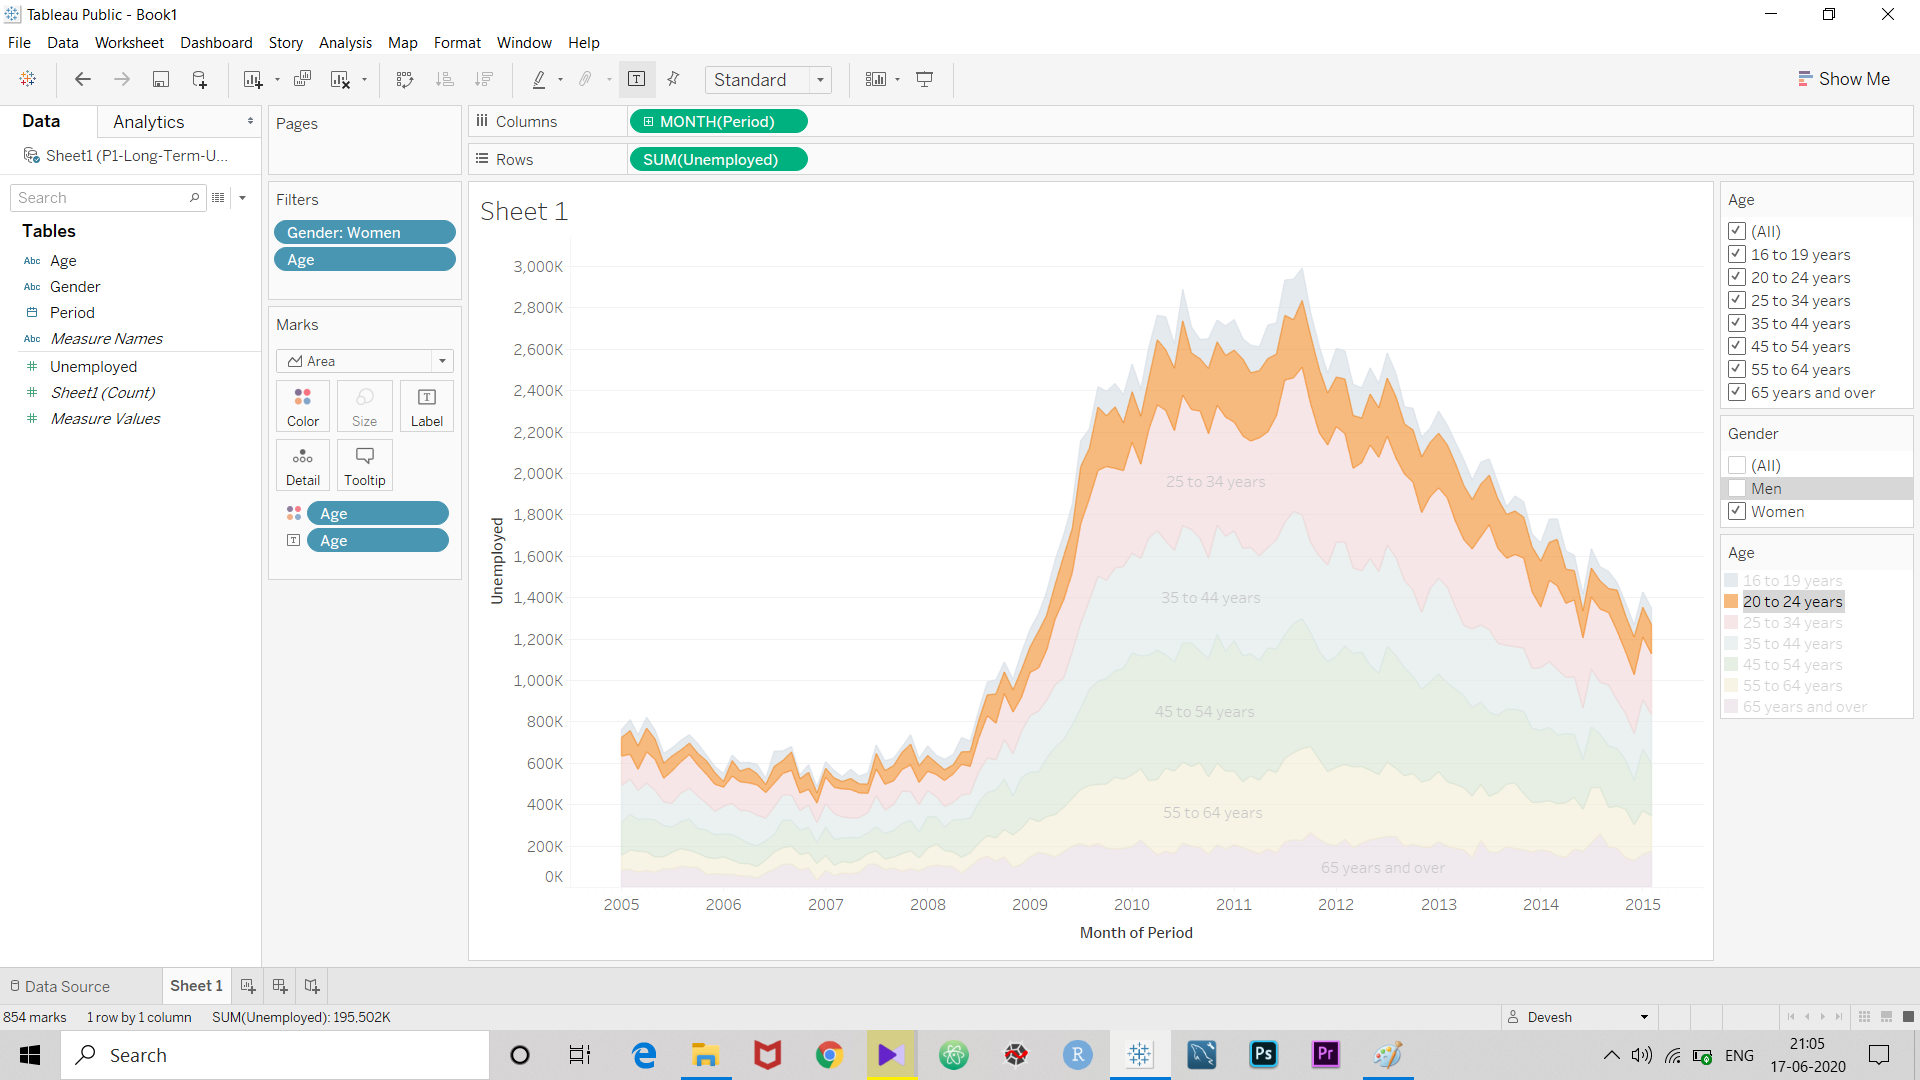 Tableau Public - Book1
File Data Worksheet Dashboard Story Analysis Map Format Window Help
Standard
Show Me
Data Analytics
Sheet1 (P1-Long-Term-U...
Search
Tables
Abc Age
Abc Gender
Period
Abc Measure Names
# Unemployed
# Sheet1 (Count)
# Measure Values
Pages
Filters
Gender: Women
Age
Marks
Area
Color Size Label
Detail Tooltip
Age
Age
Columns MONTH(Period)
Rows SUM(Unemployed)
Sheet 1
Unemployed
3,000K
2,800K
2,600K
2,400K
2,200K
2,000K
1,800K
1,600K
1,400K
1,200K
1,000K
800K
600K
400K
200K
0K
25 to 34 years
35 to 44 years
45 to 54 years
55 to 64 years
65 years and over
2005 2006 2007 2008 2009 2010 2011 2012 2013 2014 2015
Month of Period
Age
(All)
16 to 19 years
20 to 24 years
25 to 34 years
35 to 44 years
45 to 54 years
55 to 64 years
65 years and over
Gender
(All)
Men
Women
Age
16 to 19 years
20 to 24 years
25 to 34 years
35 to 44 years
45 to 54 years
55 to 64 years
65 years and over
Data Source Sheet 1
854 marks 1 row by 1 column SUM(Unemployed): 195,502K
Devesh
Search
R
Ps
Pr
ENG
21:05
17-06-2020